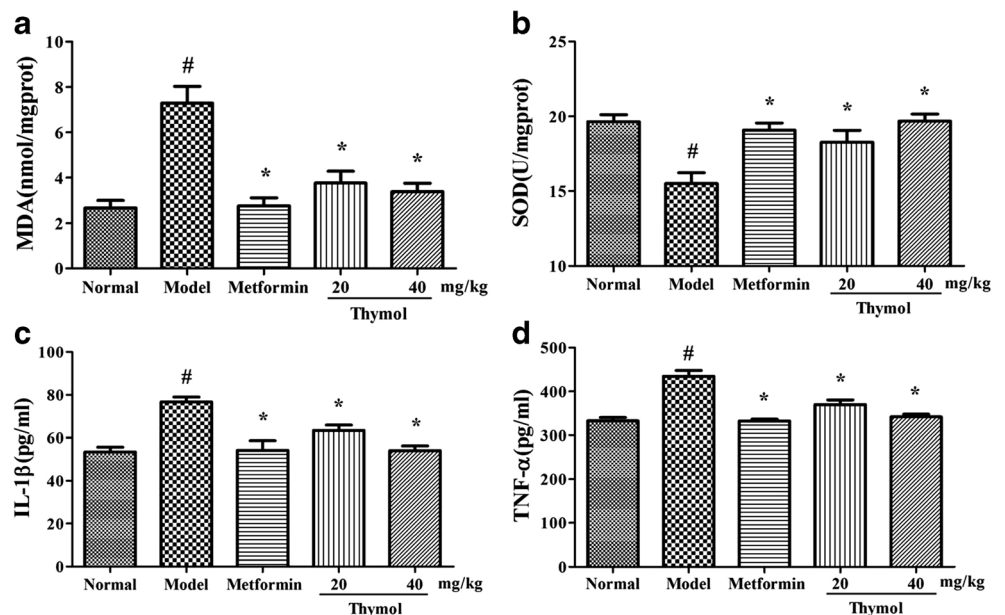 a
MDA(nmol/mgprot)
10
8
6
4
2
0
#
*
*
*
Normal Model Metformin 20 40 mg/kg
Thymol
b
SOD(U/mgprot)
25
20
15
10
#
*
*
*
Normal Model Metformin 20 40 mg/kg
Thymol
c
IL-1β(pg/ml)
100
80
60
40
20
0
#
*
*
*
Normal Model Metformin 20 40 mg/kg
Thymol
d
TNF-α(pg/ml)
500
400
300
200
100
0
#
*
*
*
Normal Model Metformin 20 40 mg/kg
Thymol